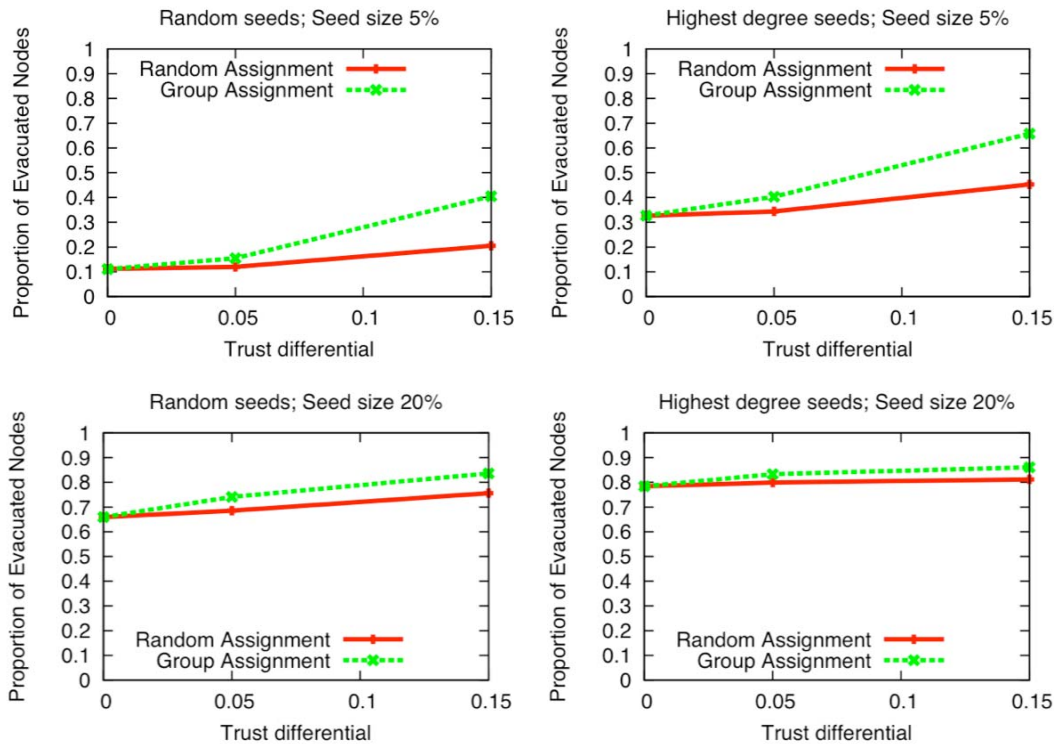 Random seeds; Seed size 5%
Proportion of Evacuated Nodes
1
0.9
0.8
0.7
0.6
0.5
0.4
0.3
0.2
0.1
0
Random Assignment
Group Assignment
0 0.05 0.1 0.15
Trust differential
Highest degree seeds; Seed size 5%
Proportion of Evacuated Nodes
1
0.9
0.8
0.7
0.6
0.5
0.4
0.3
0.2
0.1
0
Random Assignment
Group Assignment
0 0.05 0.1 0.15
Trust differential
Random seeds; Seed size 20%
Proportion of Evacuated Nodes
1
0.9
0.8
0.7
0.6
0.5
0.4
0.3
0.2
0.1
0
Random Assignment
Group Assignment
0 0.05 0.1 0.15
Trust differential
Highest degree seeds; Seed size 20%
Proportion of Evacuated Nodes
1
0.9
0.8
0.7
0.6
0.5
0.4
0.3
0.2
0.1
0
Random Assignment
Group Assignment
0 0.05 0.1 0.15
Trust differential